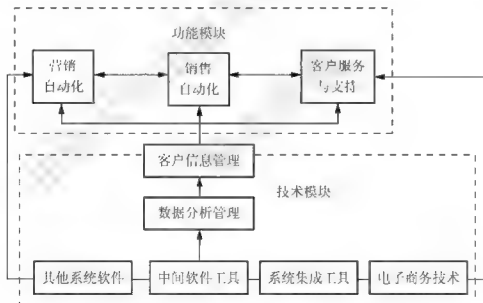 功能模块
营销
自动化
销售
自动化
客户服务
与支持
客户信息管理
技术模块
数据分析管理
其他系统软件
中间软件工具
系统集成工具
电子商务技术